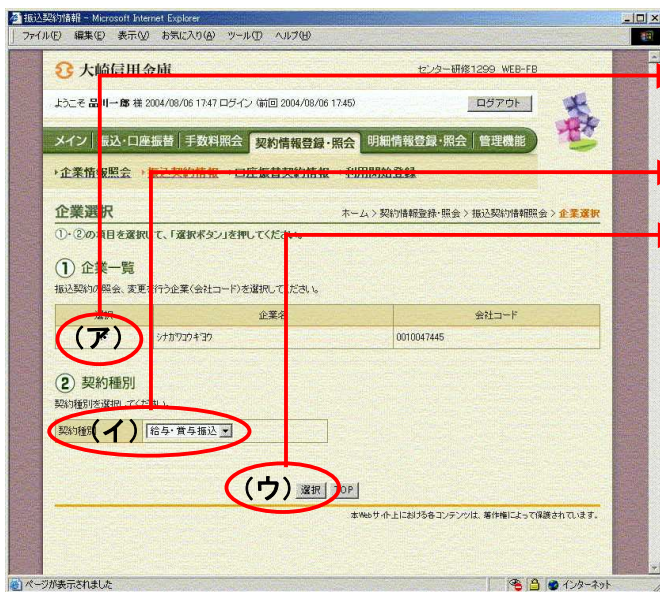 振込契約情報 - Microsoft Internet Explorer
ファイル(F) 編集(E) 表示(V) お気に入り(A) ツール(T) ヘルプ(H)
大崎信用金庫
センター研修1299 WEB-FB
ようこそ 品川一郎 様 2004/08/06 17:47 ログイン (前回 2004/08/06 17:45)
ログアウト
メイン 振込・口座振替 手数料照会 契約情報登録・照会 明細情報登録・照会 管理機能
企業情報照会 振込契約情報 口座振替契約情報 利用開始登録
企業選択
ホーム > 契約情報登録・照会 > 振込契約情報照会 > 企業選択
①・②の項目を選択して、「選択ボタン」を押してください。
① 企業一覧
振込契約の照会、変更を行う企業(会社コード)を選択してください。
選択 企業名 会社コード
(ア) シナガワコウギヨウ 0010047445
② 契約種別
契約種別を選択してください。
契約種別 (イ) 給与・賞与振込
(ウ) 選択 TOP
本Webサイト上における各コンテンツは、著作権によって保護されています。
ページが表示されました
インターネット